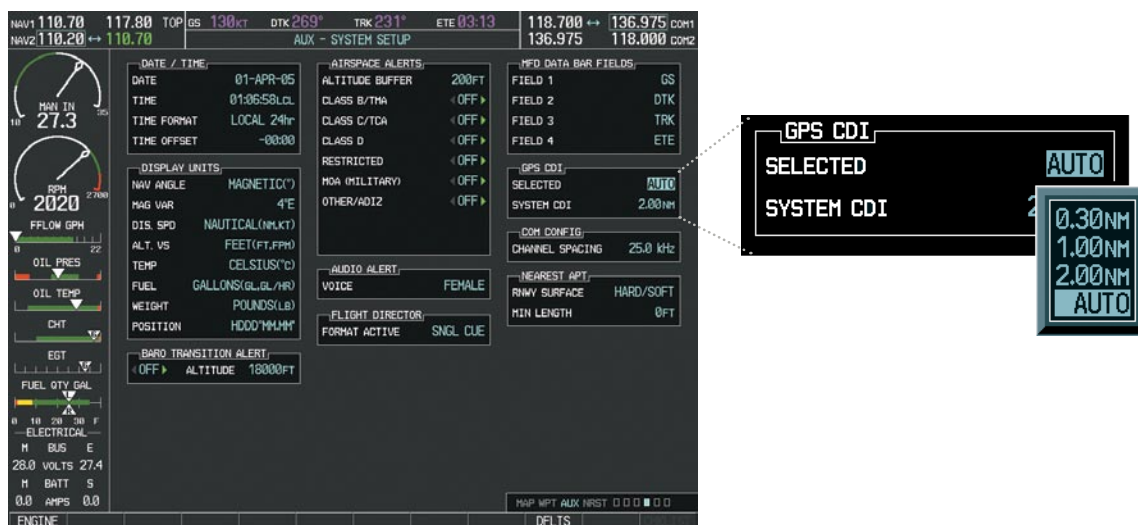 NAV1 110.70 117.80 TOP GS 130KT DTK 269° TRK 231° ETE 03:13 118.700 ↔ 136.975 COM1
NAV2 110.20 ↔ 110.70 AUX - SYSTEM SETUP 136.975 118.000 COM2
MAN IN
10 27.3 35
RPM
0 2020 2700
FFLOW GPH
0 22
OIL PRES
OIL TEMP
CHT
EGT
FUEL QTY GAL
L
R
0 10 20 30 F
ELECTRICAL
M BUS E
28.0 VOLTS 27.4
M BATT S
0.0 AMPS 0.0
ENGINE
DATE / TIME
DATE 01-APR-05
TIME 01:06:58LCL
TIME FORMAT LOCAL 24hr
TIME OFFSET -00:00
DISPLAY UNITS
NAV ANGLE MAGNETIC(°)
MAG VAR 4°E
DIS. SPD NAUTICAL(NM,KT)
ALT. VS FEET(FT,FPM)
TEMP CELSIUS(°C)
FUEL GALLONS(GL,GL/HR)
WEIGHT POUNDS(LB)
POSITION HDDD°MM.MM'
BARO TRANSITION ALERT
OFF ALTITUDE 18000FT
AIRSPACE ALERTS
ALTITUDE BUFFER 200FT
CLASS B/TMA OFF
CLASS C/TCA OFF
CLASS D OFF
RESTRICTED OFF
MOA (MILITARY) OFF
OTHER/ADIZ OFF
AUDIO ALERT
VOICE FEMALE
FLIGHT DIRECTOR
FORMAT ACTIVE SNGL CUE
MFD DATA BAR FIELDS
FIELD 1 GS
FIELD 2 DTK
FIELD 3 TRK
FIELD 4 ETE
GPS CDI
SELECTED AUTO
SYSTEM CDI 2.00NM
COM CONFIG
CHANNEL SPACING 25.0 kHz
NEAREST APT
RNWY SURFACE HARD/SOFT
MIN LENGTH 0FT
MAP WPT AUX NRST
DFLTS
GPS CDI
SELECTED AUTO
SYSTEM CDI 2
0.30NM
1.00NM
2.00NM
AUTO